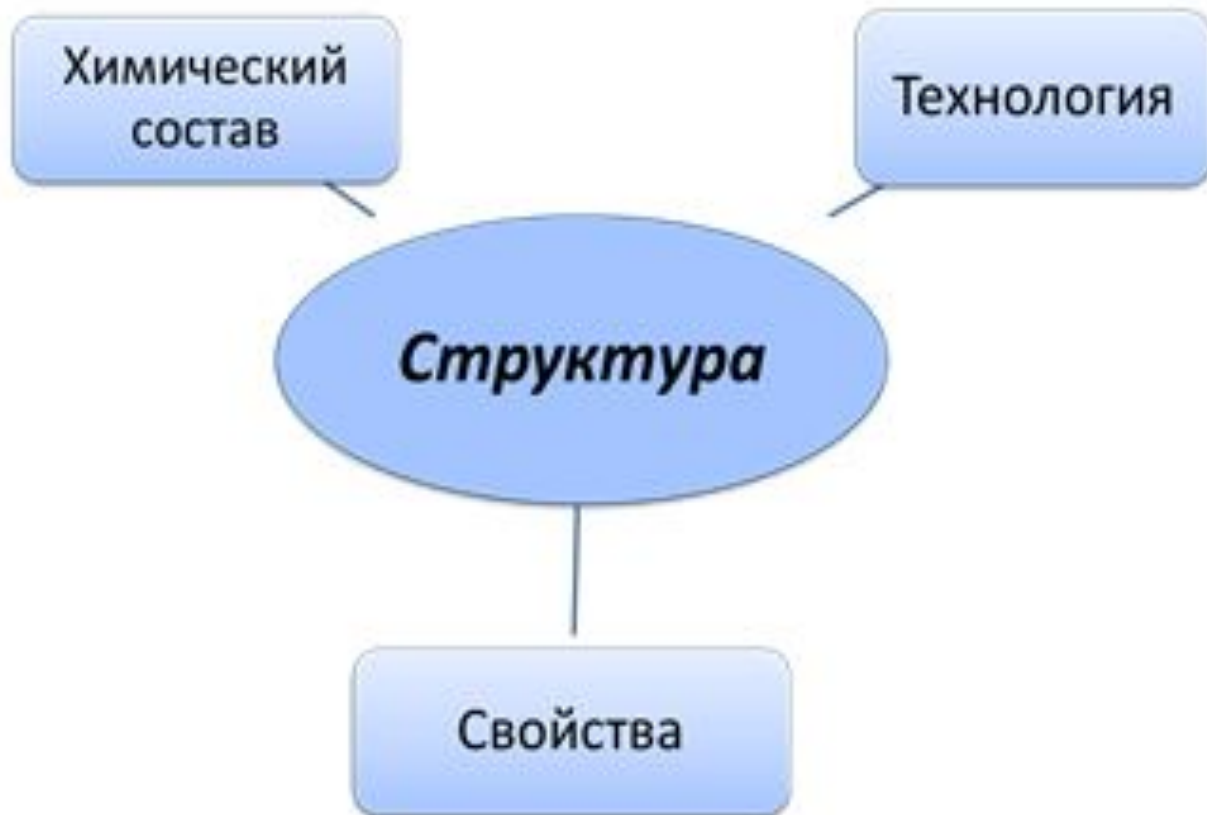 Химический
состав
Технология
Структура
Свойства